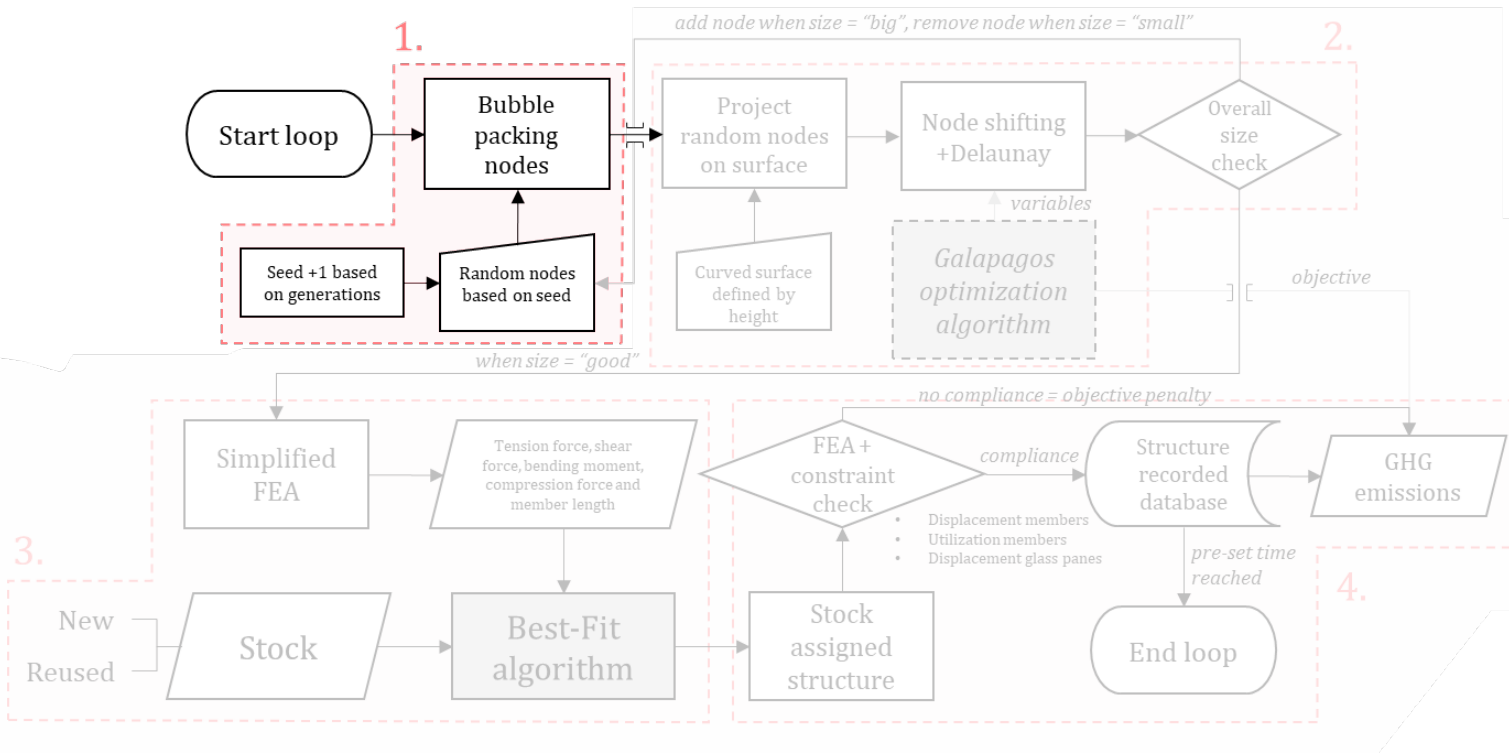 add node when size = “big”, remove node when size = “small”
1.
2.
Start loop
Bubble
packing
nodes
Project
random nodes
on surface
Node shifting
+Delaunay
Overall
size
check
variables
Seed +1 based
on generations
Random nodes
based on seed
Curved surface
defined by
height
Galapagos
optimization
algorithm
objective
when size = “good”
no compliance = objective penalty
Simplified
FEA
Tension force, shear
force, bending moment,
compression force and
member length
FEA +
constraint
check
compliance
Structure
recorded
database
GHG
emissions
• Displacement members
• Utilization members
• Displacement glass panes
3.
pre-set time
reached
4.
New
Reused
Stock
Best-Fit
algorithm
Stock
assigned
structure
End loop